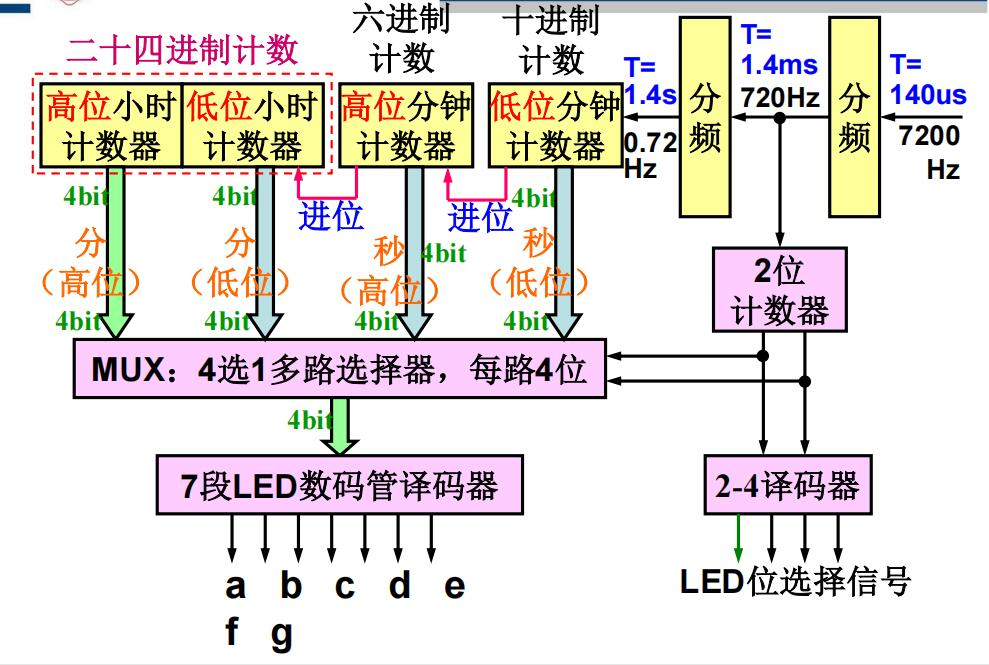 二十四进制计数
六进制
计数
十进制
计数
高位小时
计数器
低位小时
计数器
高位分钟
计数器
低位分钟
计数器
T=
1.4s
0.72
Hz
分
频
T=
1.4ms
720Hz
分
频
T=
140us
7200
Hz
4bit
4bit
进位
4bit
进位
4bit
分
（高位）
分
（低位）
秒
（高位）
秒
（低位）
4bit
4bit
4bit
4bit
2位
计数器
MUX：4选1多路选择器，每路4位
4bit
7段LED数码管译码器
2-4译码器
a b c d e
f g
LED位选择信号